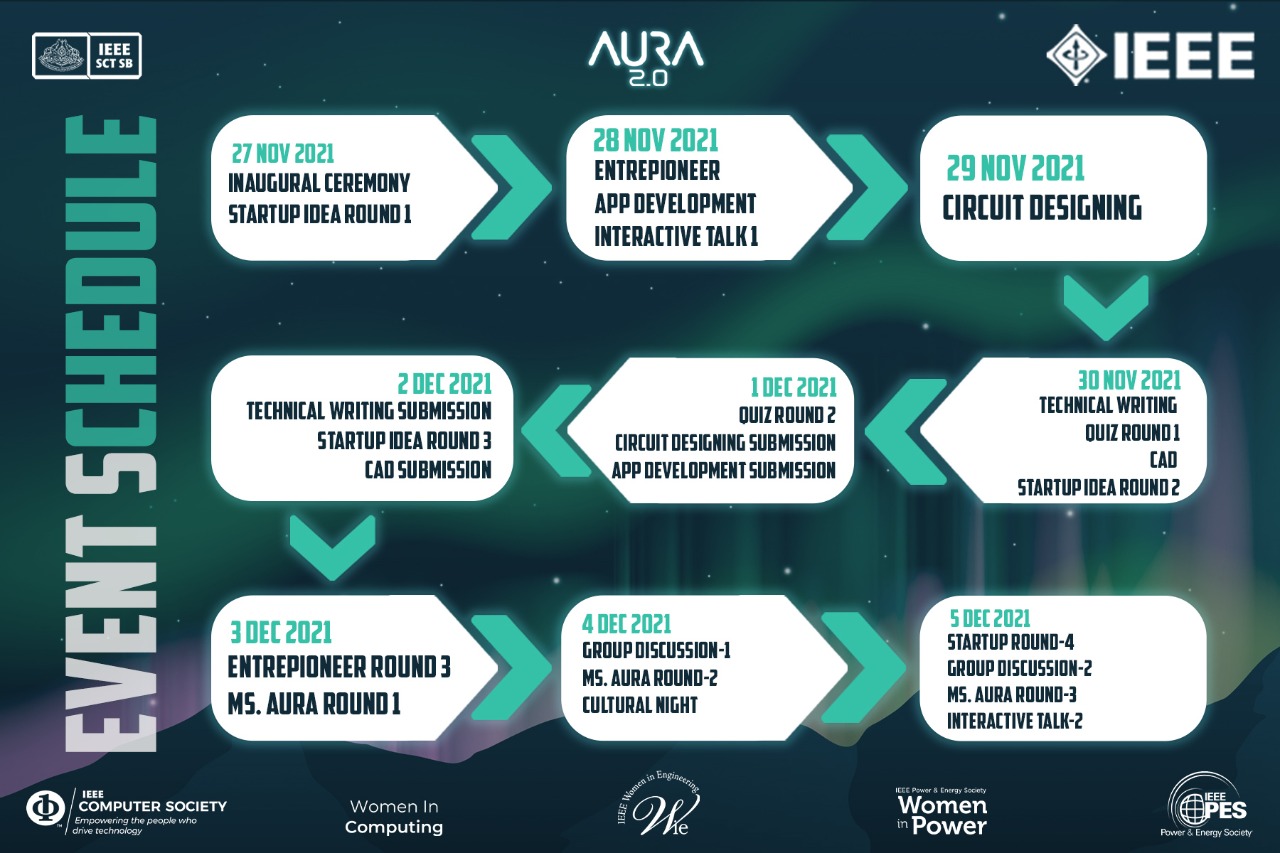 IEEE
SCT SB
AURA
2.0
IEEE
EVENT SCHEDULE
27 NOV 2021
INAUGURAL CEREMONY
STARTUP IDEA ROUND 1
28 NOV 2021
ENTREPIONEER
APP DEVELOPMENT
INTERACTIVE TALK 1
29 NOV 2021
CIRCUIT DESIGNING
30 NOV 2021
TECHNICAL WRITING
QUIZ ROUND 1
CAD
STARTUP IDEA ROUND 2
1 DEC 2021
QUIZ ROUND 2
CIRCUIT DESIGNING SUBMISSION
APP DEVELOPMENT SUBMISSION
2 DEC 2021
TECHNICAL WRITING SUBMISSION
STARTUP IDEA ROUND 3
CAD SUBMISSION
3 DEC 2021
ENTREPIONEER ROUND 3
MS. AURA ROUND 1
4 DEC 2021
GROUP DISCUSSION-1
MS. AURA ROUND-2
CULTURAL NIGHT
5 DEC 2021
STARTUP ROUND-4
GROUP DISCUSSION-2
MS. AURA ROUND-3
INTERACTIVE TALK-2
IEEE
COMPUTER SOCIETY
Empowering the people who
drive technology
Women In
Computing
IEEE Women in Engineering
Wie
IEEE Power & Energy Society
Women
in Power
IEEE
PES
Power & Energy Society